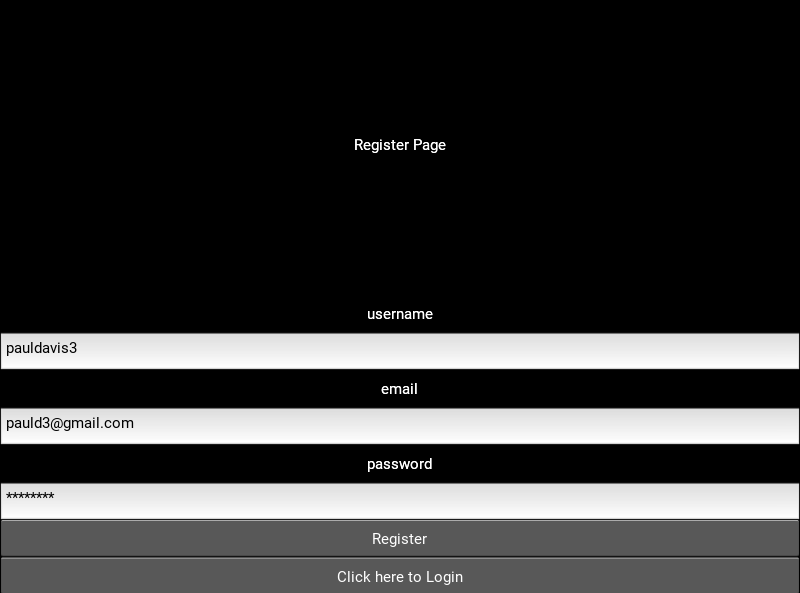 Register Page
username
pauldavis3
email
pauld3@gmail.com
password
********
Register
Click here to Login